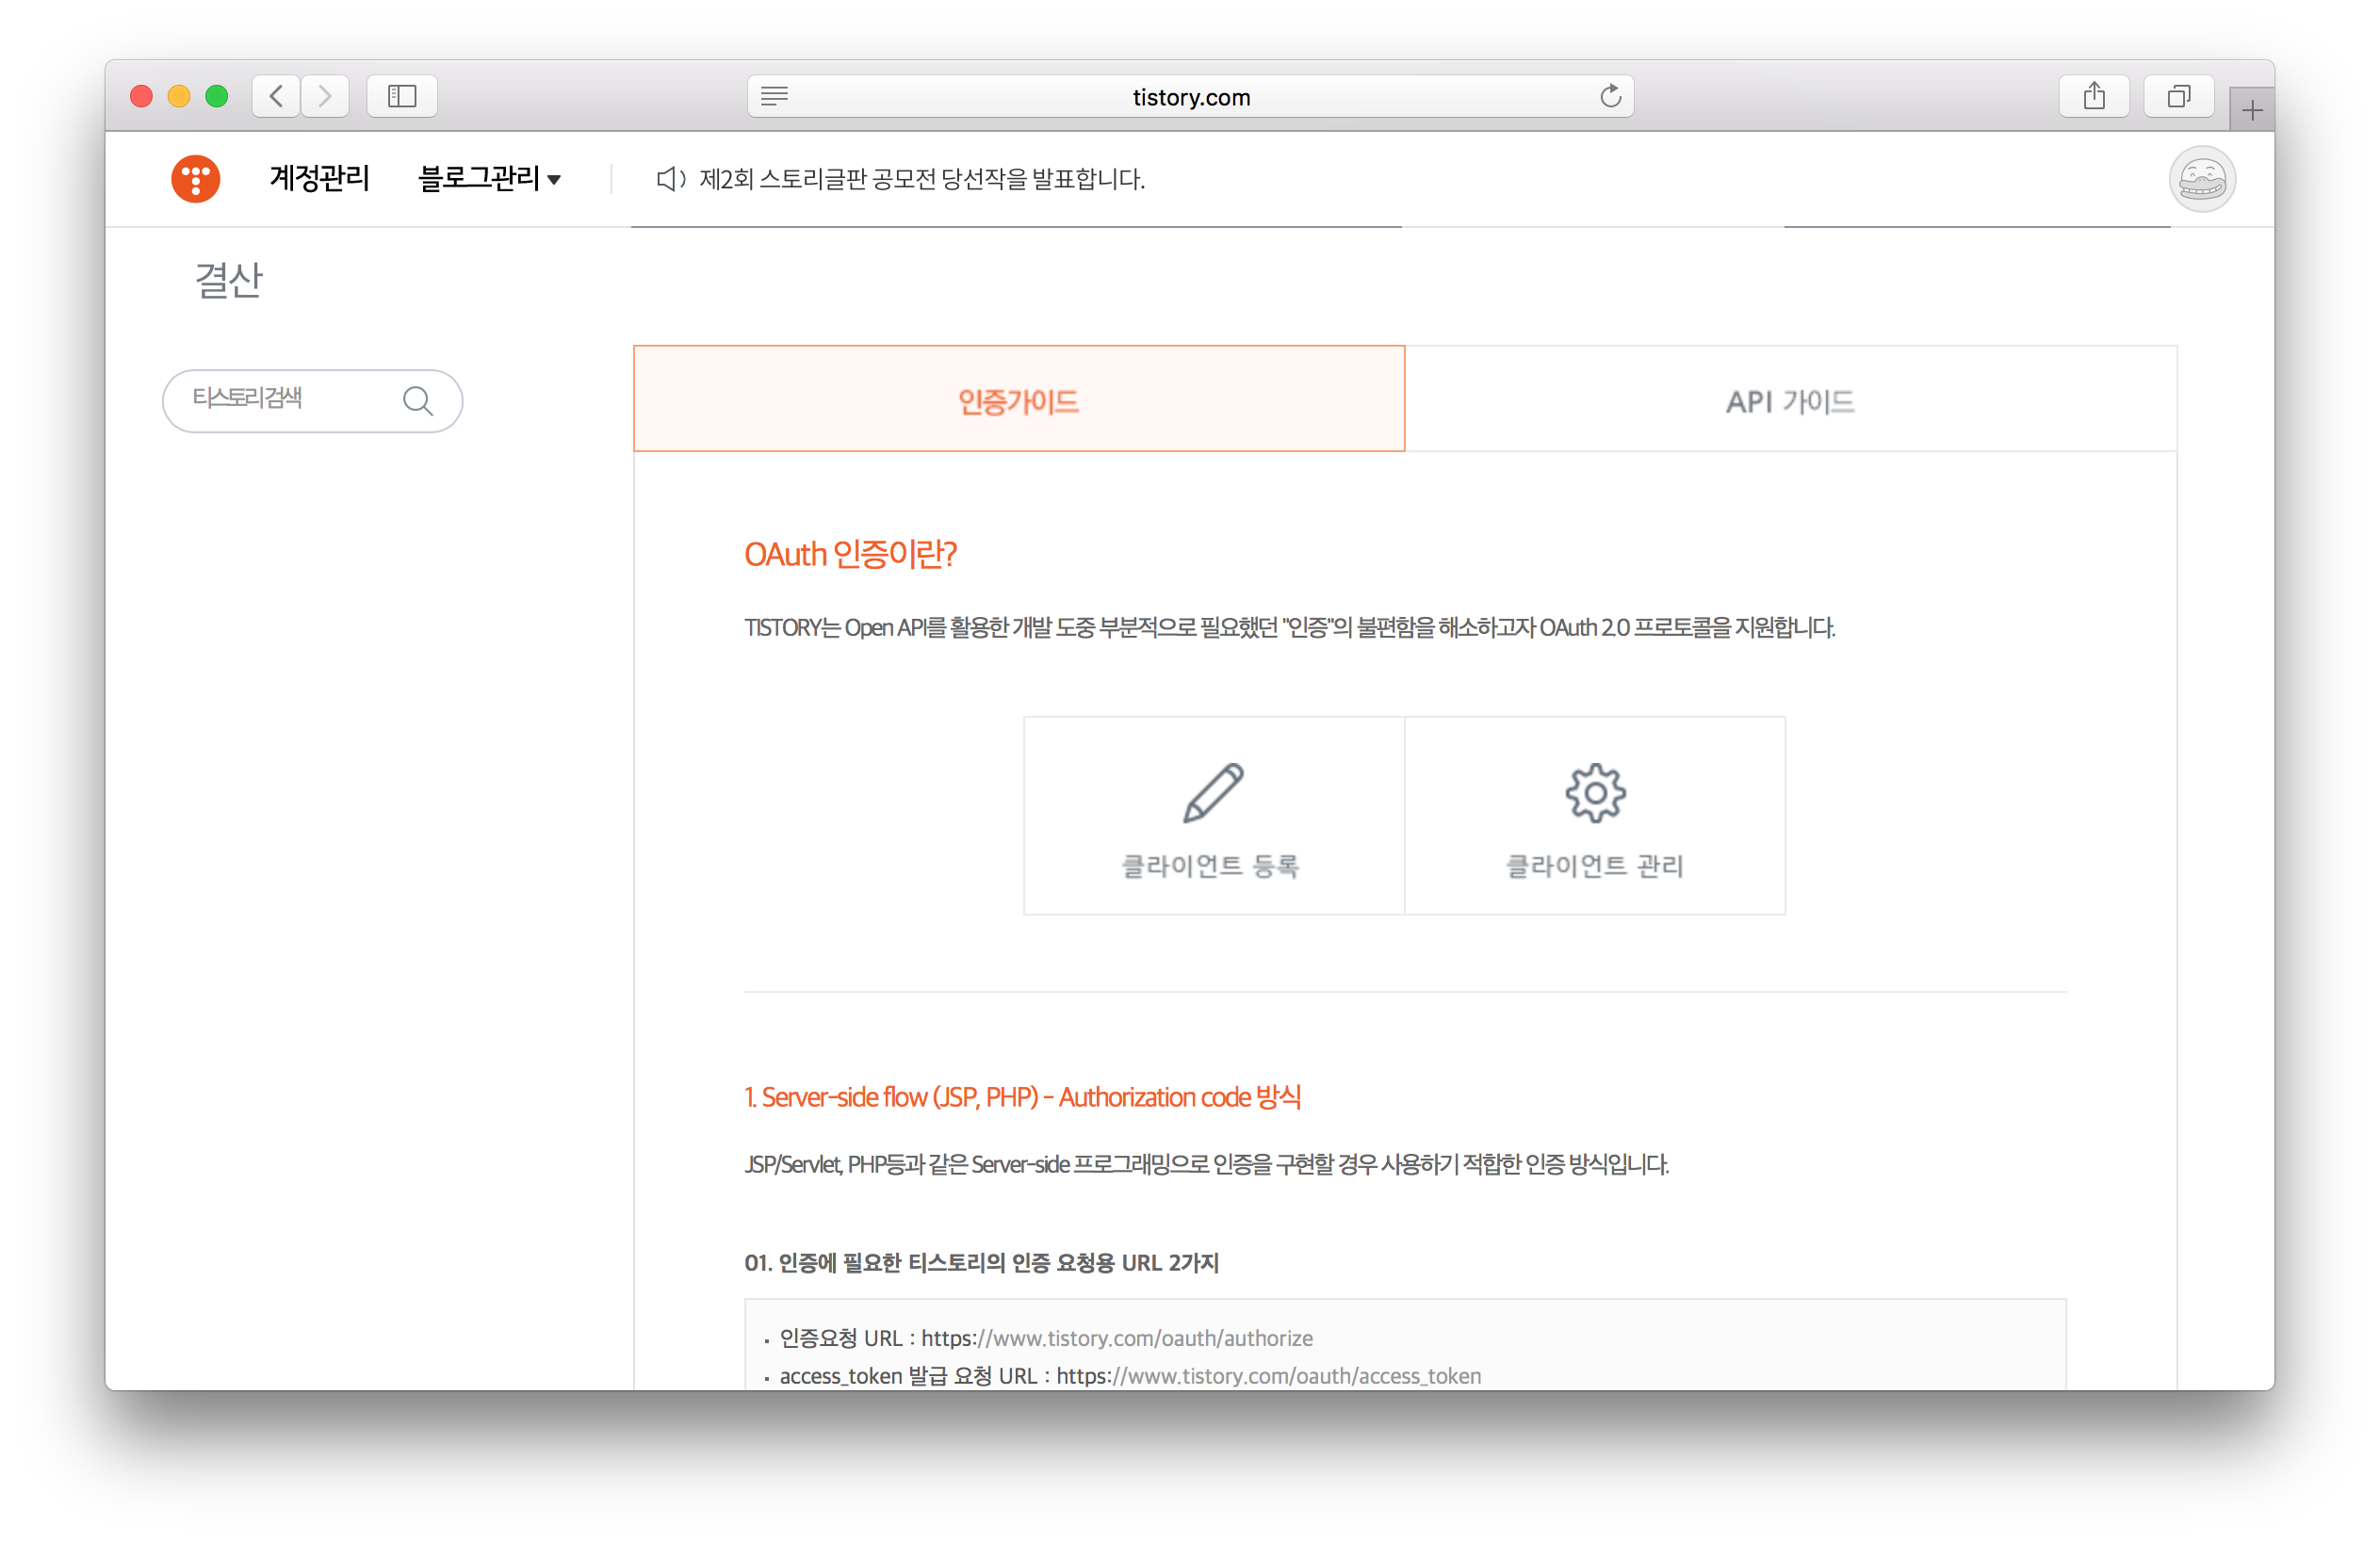 tistory.com
계정관리 블로그관리 제2회 스토리글판 공모전 당선작을 발표합니다.
결산
티스토리 검색
인증가이드 API 가이드
OAuth 인증이란?
TISTORY는 Open API를 활용한 개발 도중 부분적으로 필요했던 "인증"의 불편함을 해소하고자 OAuth 2.0 프로토콜을 지원합니다.
클라이언트 등록 클라이언트 관리
1. Server-side flow (JSP, PHP) - Authorization code 방식
JSP/Servlet, PHP등과 같은 Server-side 프로그래밍으로 인증을 구현할 경우 사용하기 적합한 인증 방식입니다.
01. 인증에 필요한 티스토리의 인증 요청용 URL 2가지
· 인증요청 URL : https://www.tistory.com/oauth/authorize
· access_token 발급 요청 URL : https://www.tistory.com/oauth/access_token